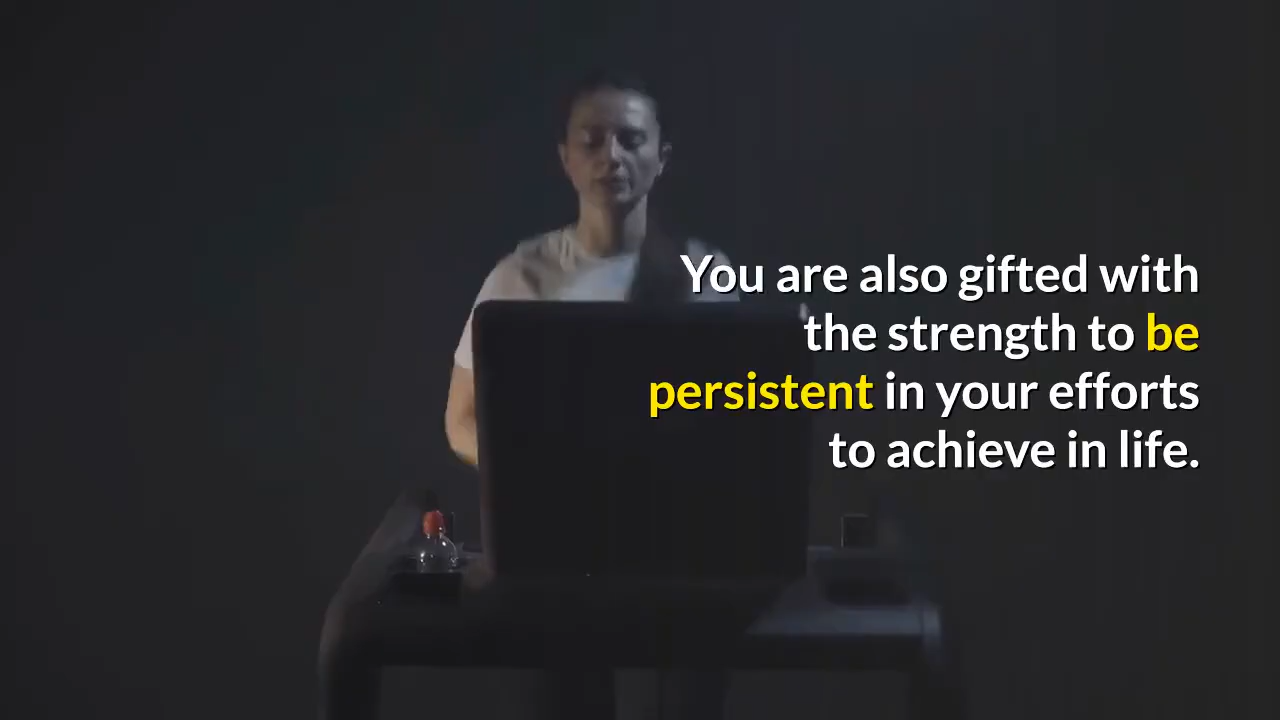 You are also gifted with
the strength to be
persistent in your efforts
to achieve in life.